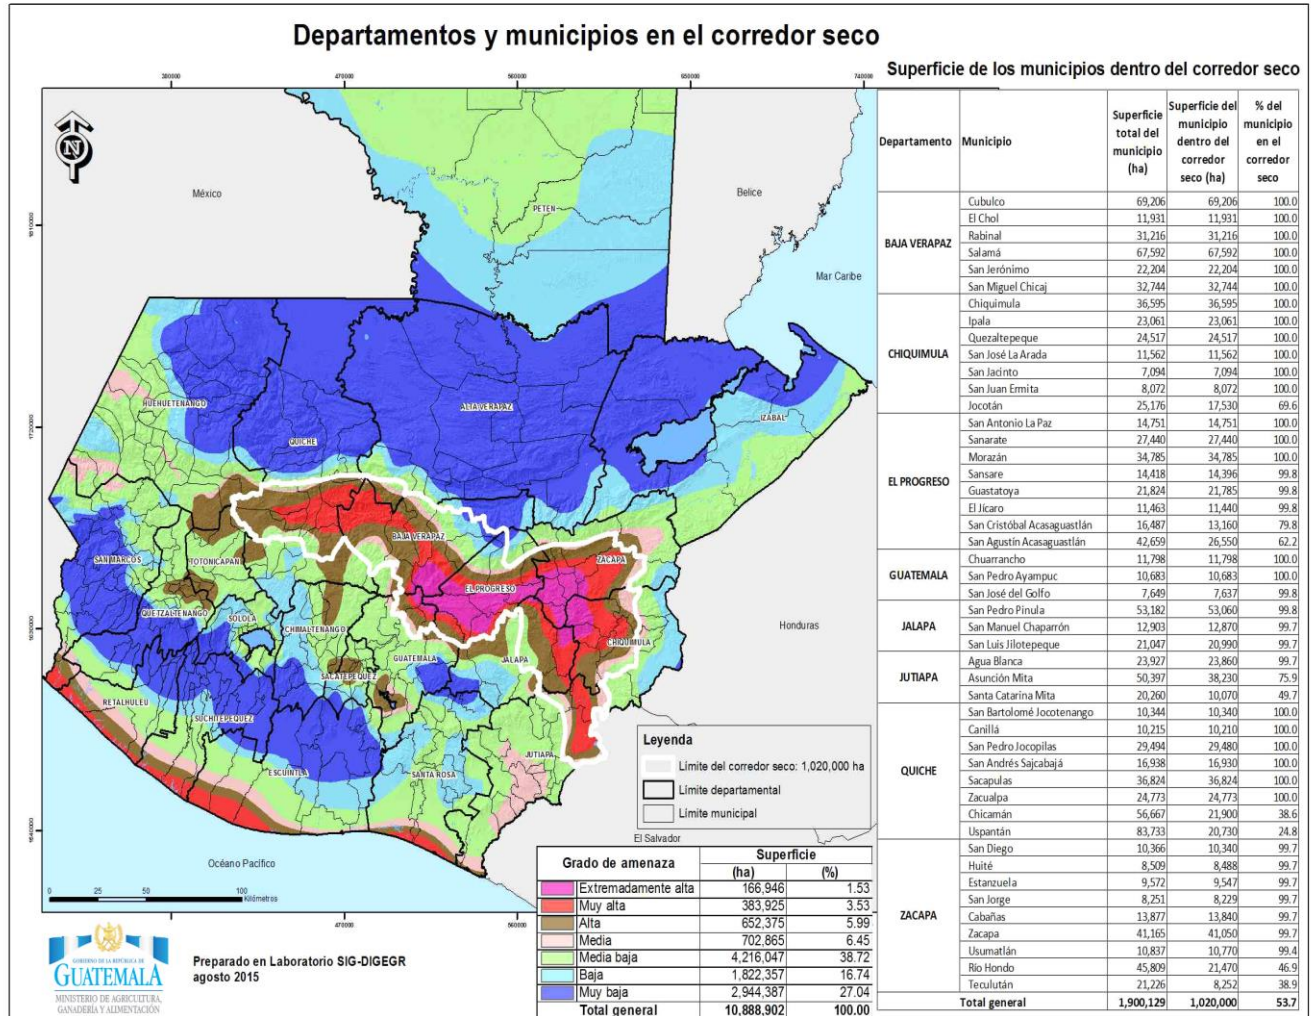 Departamentos y municipios en el corredor seco
380000 470000 560000 650000 740000
México
Belice
PETEN
Mar Caribe
HUEHUETENANGO
QUICHE
ALTA VERAPAZ
IZABAL
BAJA VERAPAZ
ZACAPA
SAN MARCOS
TOTONICAPAN
EL PROGRESO
QUETZALTENANGO
SOLOLA
CHIMALTENANGO
Honduras
GUATEMALA
JALAPA
CHIQUIMULA
SACATEPEQUEZ
RETALHULEU
SUCHITEPEQUEZ
ESCUINTLA
SANTA ROSA
JUTIAPA
El Salvador
Océano Pacífico
0 25 50 100
Kilómetros
470000 560000
Leyenda
Límite del corredor seco: 1,020,000 ha
Límite departamental
Límite municipal
Grado de amenaza Superficie
(ha) (%)
Extremadamente alta 166,946 1.53
Muy alta 383,925 3.53
Alta 652,375 5.99
Media 702,865 6.45
Media baja 4,216,047 38.72
Baja 1,822,357 16.74
Muy baja 2,944,387 27.04
Total general 10,888,902 100.00
GOBIERNO DE LA REPÚBLICA DE
GUATEMALA
MINISTERIO DE AGRICULTURA,
GANADERÍA Y ALIMENTACIÓN
Preparado en Laboratorio SIG-DIGEGR
agosto 2015
Superficie de los municipios dentro del corredor seco
Departamento Municipio Superficie total del municipio (ha) Superficie del municipio dentro del corredor seco (ha) % del municipio en el corredor seco
BAJA VERAPAZ
Cubulco 69,206 69,206 100.0
El Chol 11,931 11,931 100.0
Rabinal 31,216 31,216 100.0
Salamá 67,592 67,592 100.0
San Jerónimo 22,204 22,204 100.0
San Miguel Chicaj 32,744 32,744 100.0
CHIQUIMULA
Chiquimula 36,595 36,595 100.0
Ipala 23,061 23,061 100.0
Quezaltepeque 24,517 24,517 100.0
San José La Arada 11,562 11,562 100.0
San Jacinto 7,094 7,094 100.0
San Juan Ermita 8,072 8,072 100.0
Jocotán 25,176 17,530 69.6
EL PROGRESO
San Antonio La Paz 14,751 14,751 100.0
Sanarate 27,440 27,440 100.0
Morazán 34,785 34,785 100.0
Sansare 14,418 14,396 99.8
Guastatoya 21,824 21,785 99.8
El Jícaro 11,463 11,440 99.8
San Cristóbal Acasaguastlán 16,487 13,160 79.8
San Agustín Acasaguastlán 42,659 26,550 62.2
GUATEMALA
Chuarrancho 11,798 11,798 100.0
San Pedro Ayampuc 10,683 10,683 100.0
San José del Golfo 7,649 7,637 99.8
JALAPA
San Pedro Pinula 53,182 53,060 99.8
San Manuel Chaparrón 12,903 12,870 99.7
San Luis Jilotepeque 21,047 20,990 99.7
JUTIAPA
Agua Blanca 23,927 23,860 99.7
Asunción Mita 50,397 38,230 75.9
Santa Catarina Mita 20,260 10,070 49.7
QUICHE
San Bartolomé Jocotenango 10,344 10,340 100.0
Canillá 10,215 10,210 100.0
San Pedro Jocopilas 29,494 29,480 100.0
San Andrés Sajcabajá 16,938 16,930 100.0
Sacapulas 36,824 36,824 100.0
Zacualpa 24,773 24,773 100.0
Chicamán 56,667 21,900 38.6
Uspantán 83,733 20,730 24.8
ZACAPA
San Diego 10,366 10,340 99.7
Huité 8,509 8,488 99.7
Estanzuela 9,572 9,547 99.7
San Jorge 8,251 8,229 99.7
Cabañas 13,877 13,840 99.7
Zacapa 41,165 41,050 99.7
Usumatlán 10,837 10,770 99.4
Río Hondo 45,809 21,470 46.9
Teculután 21,226 8,252 38.9
Total general 1,900,129 1,020,000 53.7